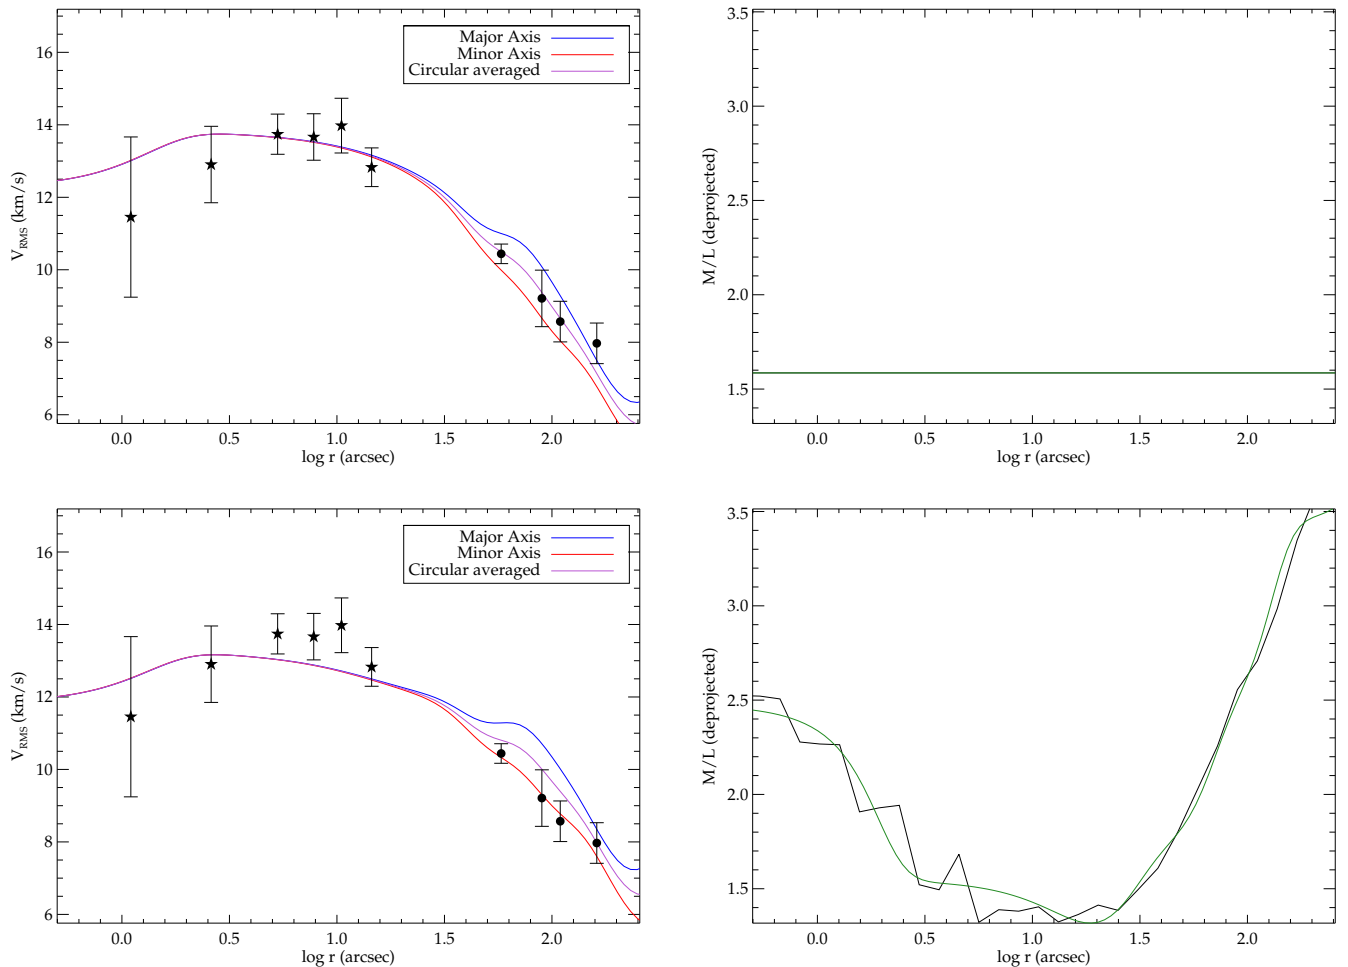 16
14
12
10
8
6
V_RMS (km/s)
0.0 0.5 1.0 1.5 2.0
log r (arcsec)
Major Axis
Minor Axis
Circular averaged
3.5
3.0
2.5
2.0
1.5
M/L (deprojected)
0.0 0.5 1.0 1.5 2.0
log r (arcsec)
16
14
12
10
8
6
V_RMS (km/s)
0.0 0.5 1.0 1.5 2.0
log r (arcsec)
Major Axis
Minor Axis
Circular averaged
3.5
3.0
2.5
2.0
1.5
M/L (deprojected)
0.0 0.5 1.0 1.5 2.0
log r (arcsec)